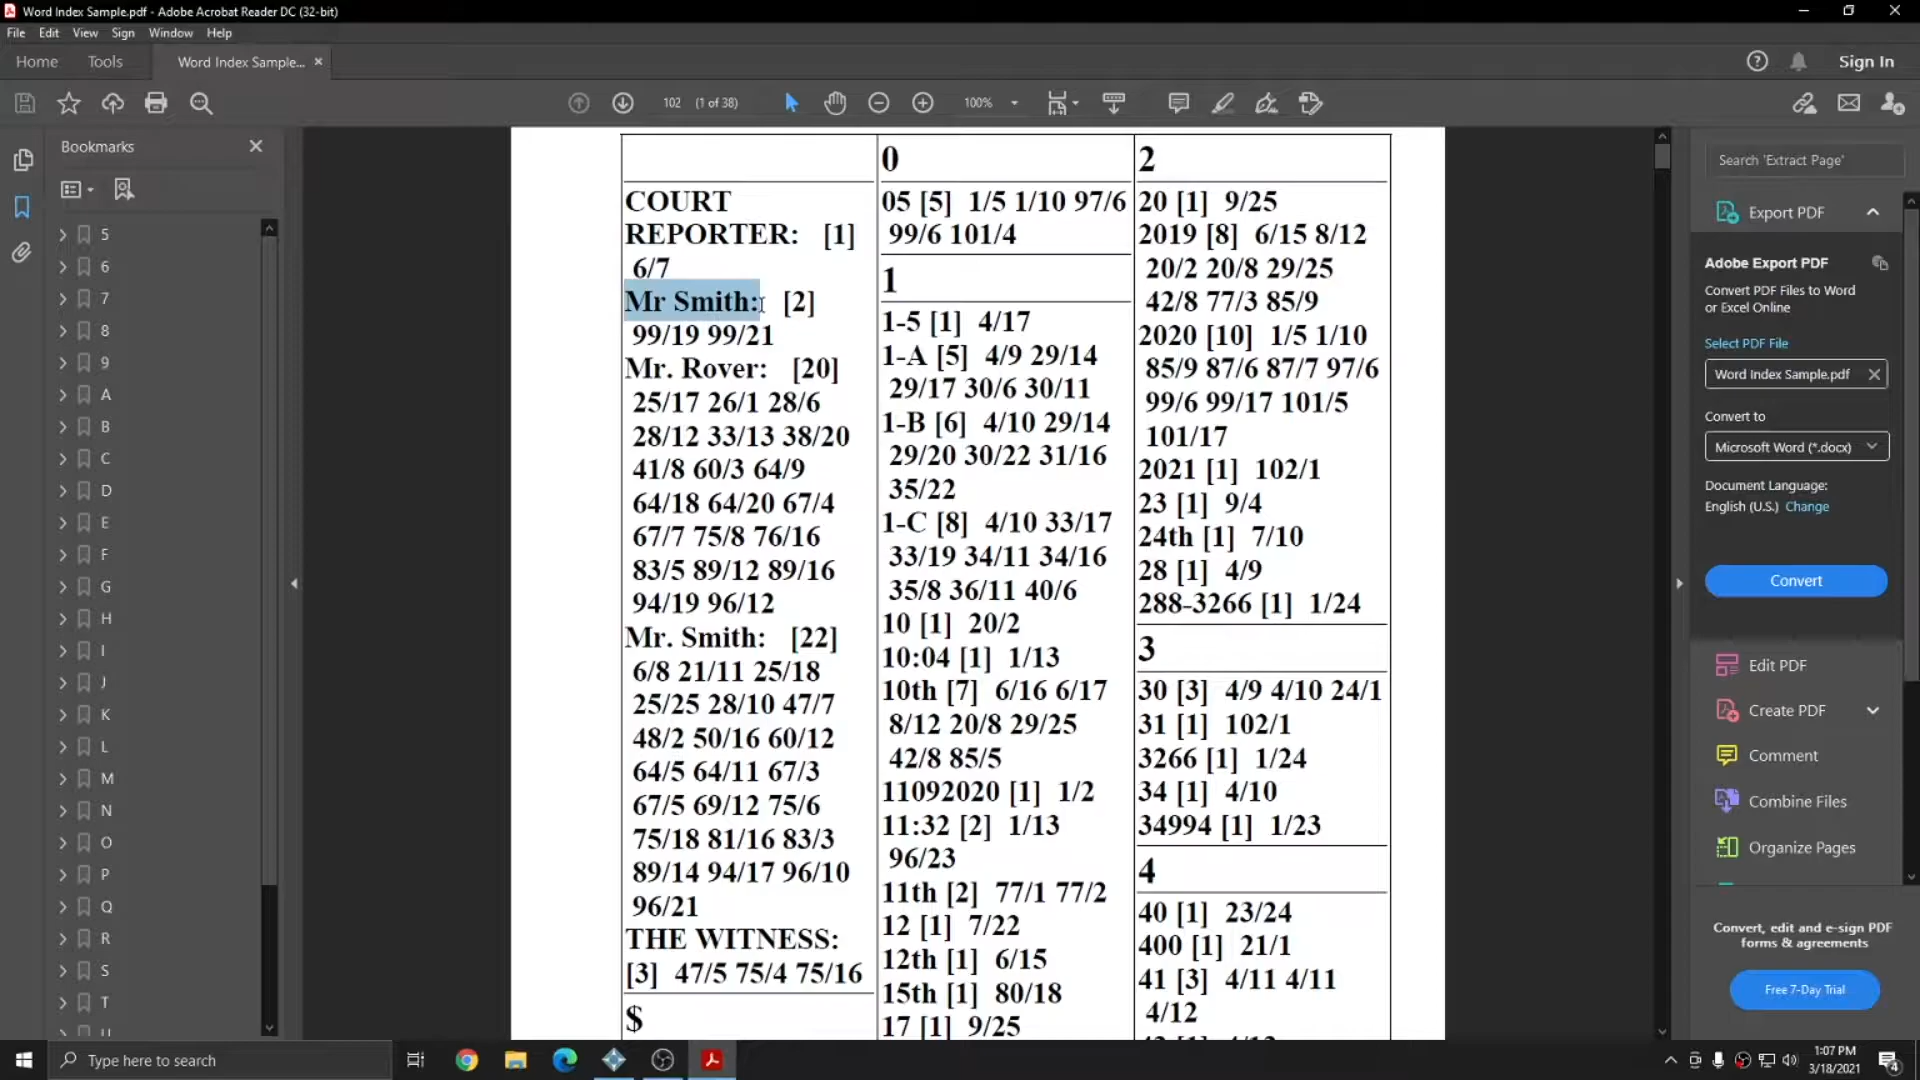 Word Index Sample.pdf - Adobe Acrobat Reader DC (32-bit)
File Edit View Sign Window Help
Home Tools Word Index Sample... × Sign In
102 (1 of 38) 100%
Bookmarks
5
6
7
8
9
A
B
C
D
E
F
G
H
I
J
K
L
M
N
O
P
Q
R
S
T
U
COURT
REPORTER: [1]
6/7
Mr Smith: [2]
99/19 99/21
Mr. Rover: [20]
25/17 26/1 28/6
28/12 33/13 38/20
41/8 60/3 64/9
64/18 64/20 67/4
67/7 75/8 76/16
83/5 89/12 89/16
94/19 96/12
Mr. Smith: [22]
6/8 21/11 25/18
25/25 28/10 47/7
48/2 50/16 60/12
64/5 64/11 67/3
67/5 69/12 75/6
75/18 81/16 83/3
89/14 94/17 96/10
96/21
THE WITNESS:
[3] 47/5 75/4 75/16
$
0
05 [5] 1/5 1/10 97/6
99/6 101/4
1
1-5 [1] 4/17
1-A [5] 4/9 29/14
29/17 30/6 30/11
1-B [6] 4/10 29/14
29/20 30/22 31/16
35/22
1-C [8] 4/10 33/17
33/19 34/11 34/16
35/8 36/11 40/6
10 [1] 20/2
10:04 [1] 1/13
10th [7] 6/16 6/17
8/12 20/8 29/25
42/8 85/5
11092020 [1] 1/2
11:32 [2] 1/13
96/23
11th [2] 77/1 77/2
12 [1] 7/22
12th [1] 6/15
15th [1] 80/18
17 [1] 9/25
2
20 [1] 9/25
2019 [8] 6/15 8/12
20/2 20/8 29/25
42/8 77/3 85/9
2020 [10] 1/5 1/10
85/9 87/6 87/7 97/6
99/6 99/17 101/5
101/17
2021 [1] 102/1
23 [1] 9/4
24th [1] 7/10
28 [1] 4/9
288-3266 [1] 1/24
3
30 [3] 4/9 4/10 24/1
31 [1] 102/1
3266 [1] 1/24
34 [1] 4/10
34994 [1] 1/23
4
40 [1] 23/24
400 [1] 21/1
41 [3] 4/11 4/11
4/12
Search 'Extract Page'
Export PDF
Adobe Export PDF
Convert PDF Files to Word
or Excel Online
Select PDF File
Word Index Sample.pdf
Convert to
Microsoft Word (*.docx)
Document Language:
English (U.S.) Change
Convert
Edit PDF
Create PDF
Comment
Combine Files
Organize Pages
Convert, edit and e-sign PDF
forms & agreements
Free 7-Day Trial
Type here to search
1:07 PM
3/18/2021
4